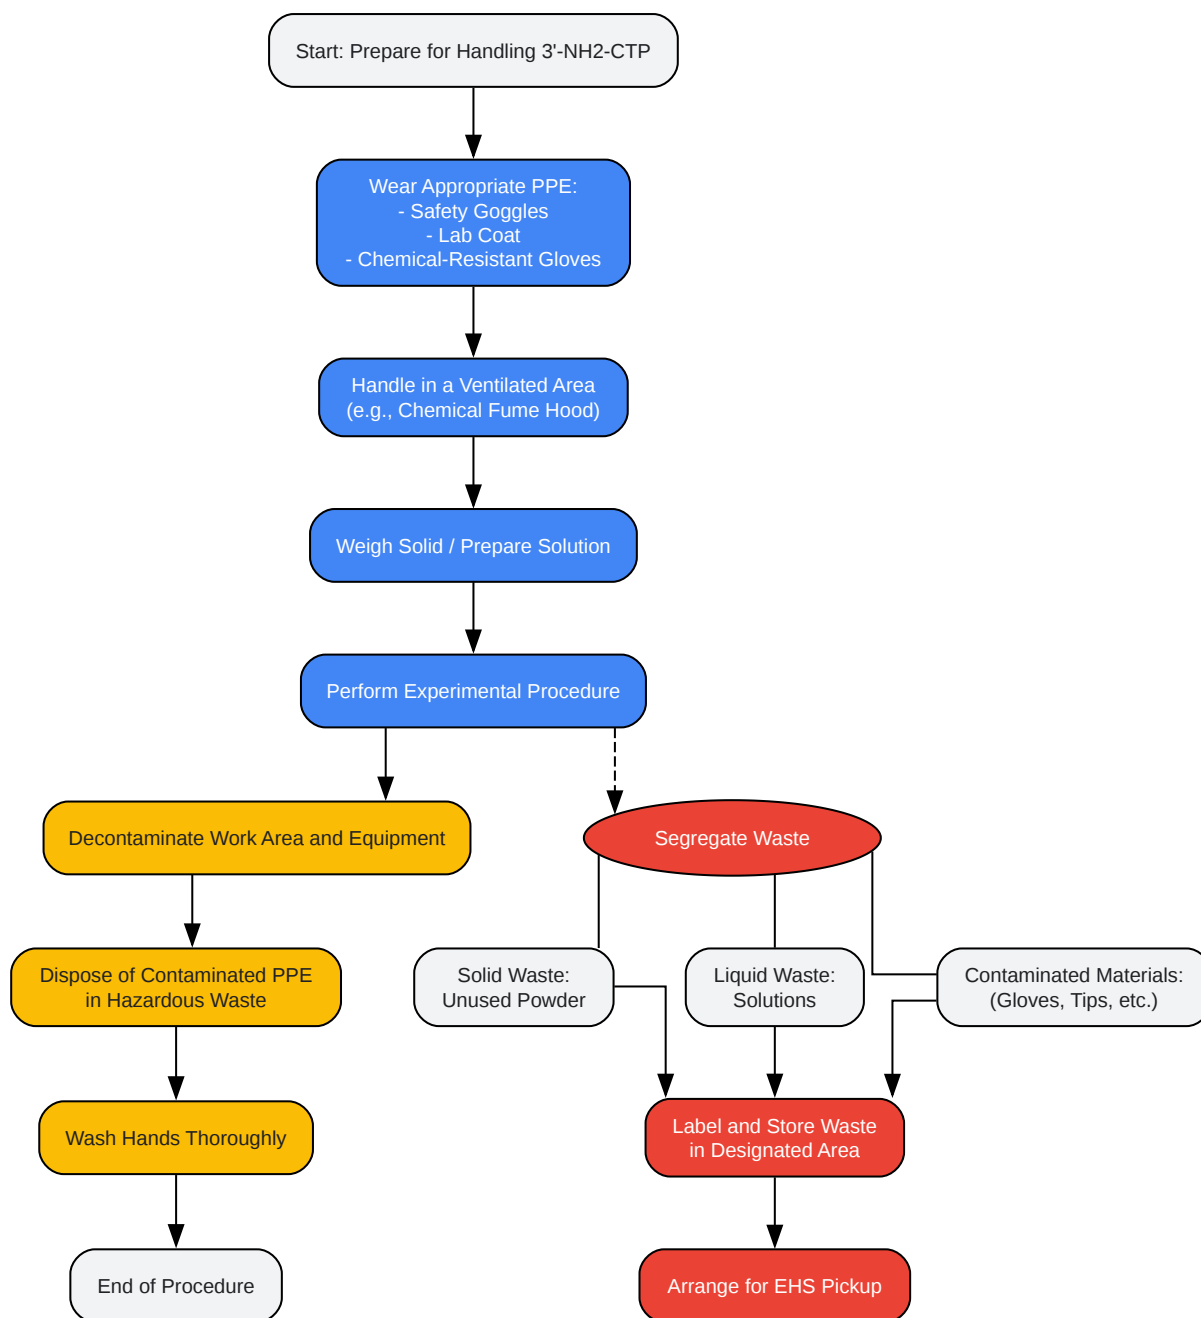 Start: Prepare for Handling 3'-NH2-CTP
Wear Appropriate PPE:
- Safety Goggles
- Lab Coat
- Chemical-Resistant Gloves
Handle in a Ventilated Area
(e.g., Chemical Fume Hood)
Weigh Solid / Prepare Solution
Perform Experimental Procedure
Decontaminate Work Area and Equipment
Segregate Waste
Dispose of Contaminated PPE
in Hazardous Waste
Solid Waste:
Unused Powder
Liquid Waste:
Solutions
Contaminated Materials:
(Gloves, Tips, etc.)
Wash Hands Thoroughly
Label and Store Waste
in Designated Area
End of Procedure
Arrange for EHS Pickup